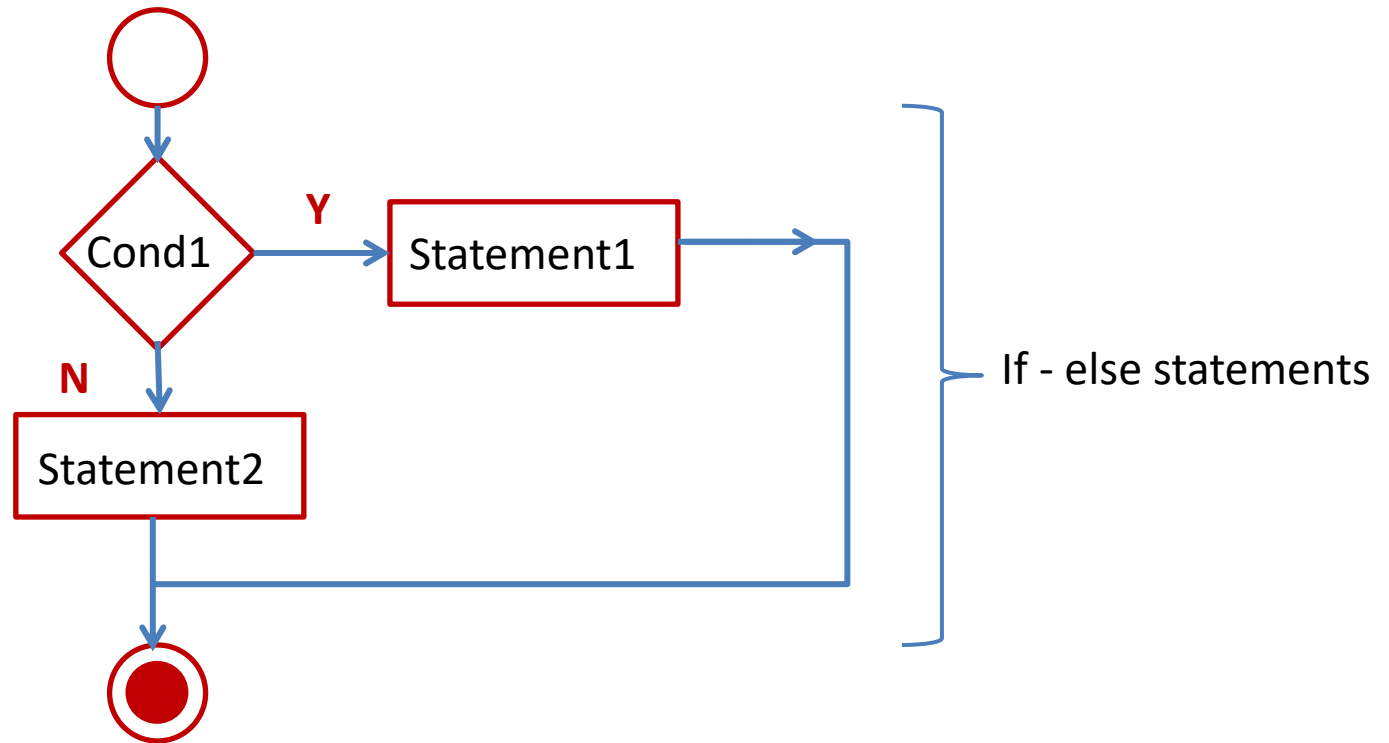 Y
Cond1
Statement1
If - else statements
N
Statement2